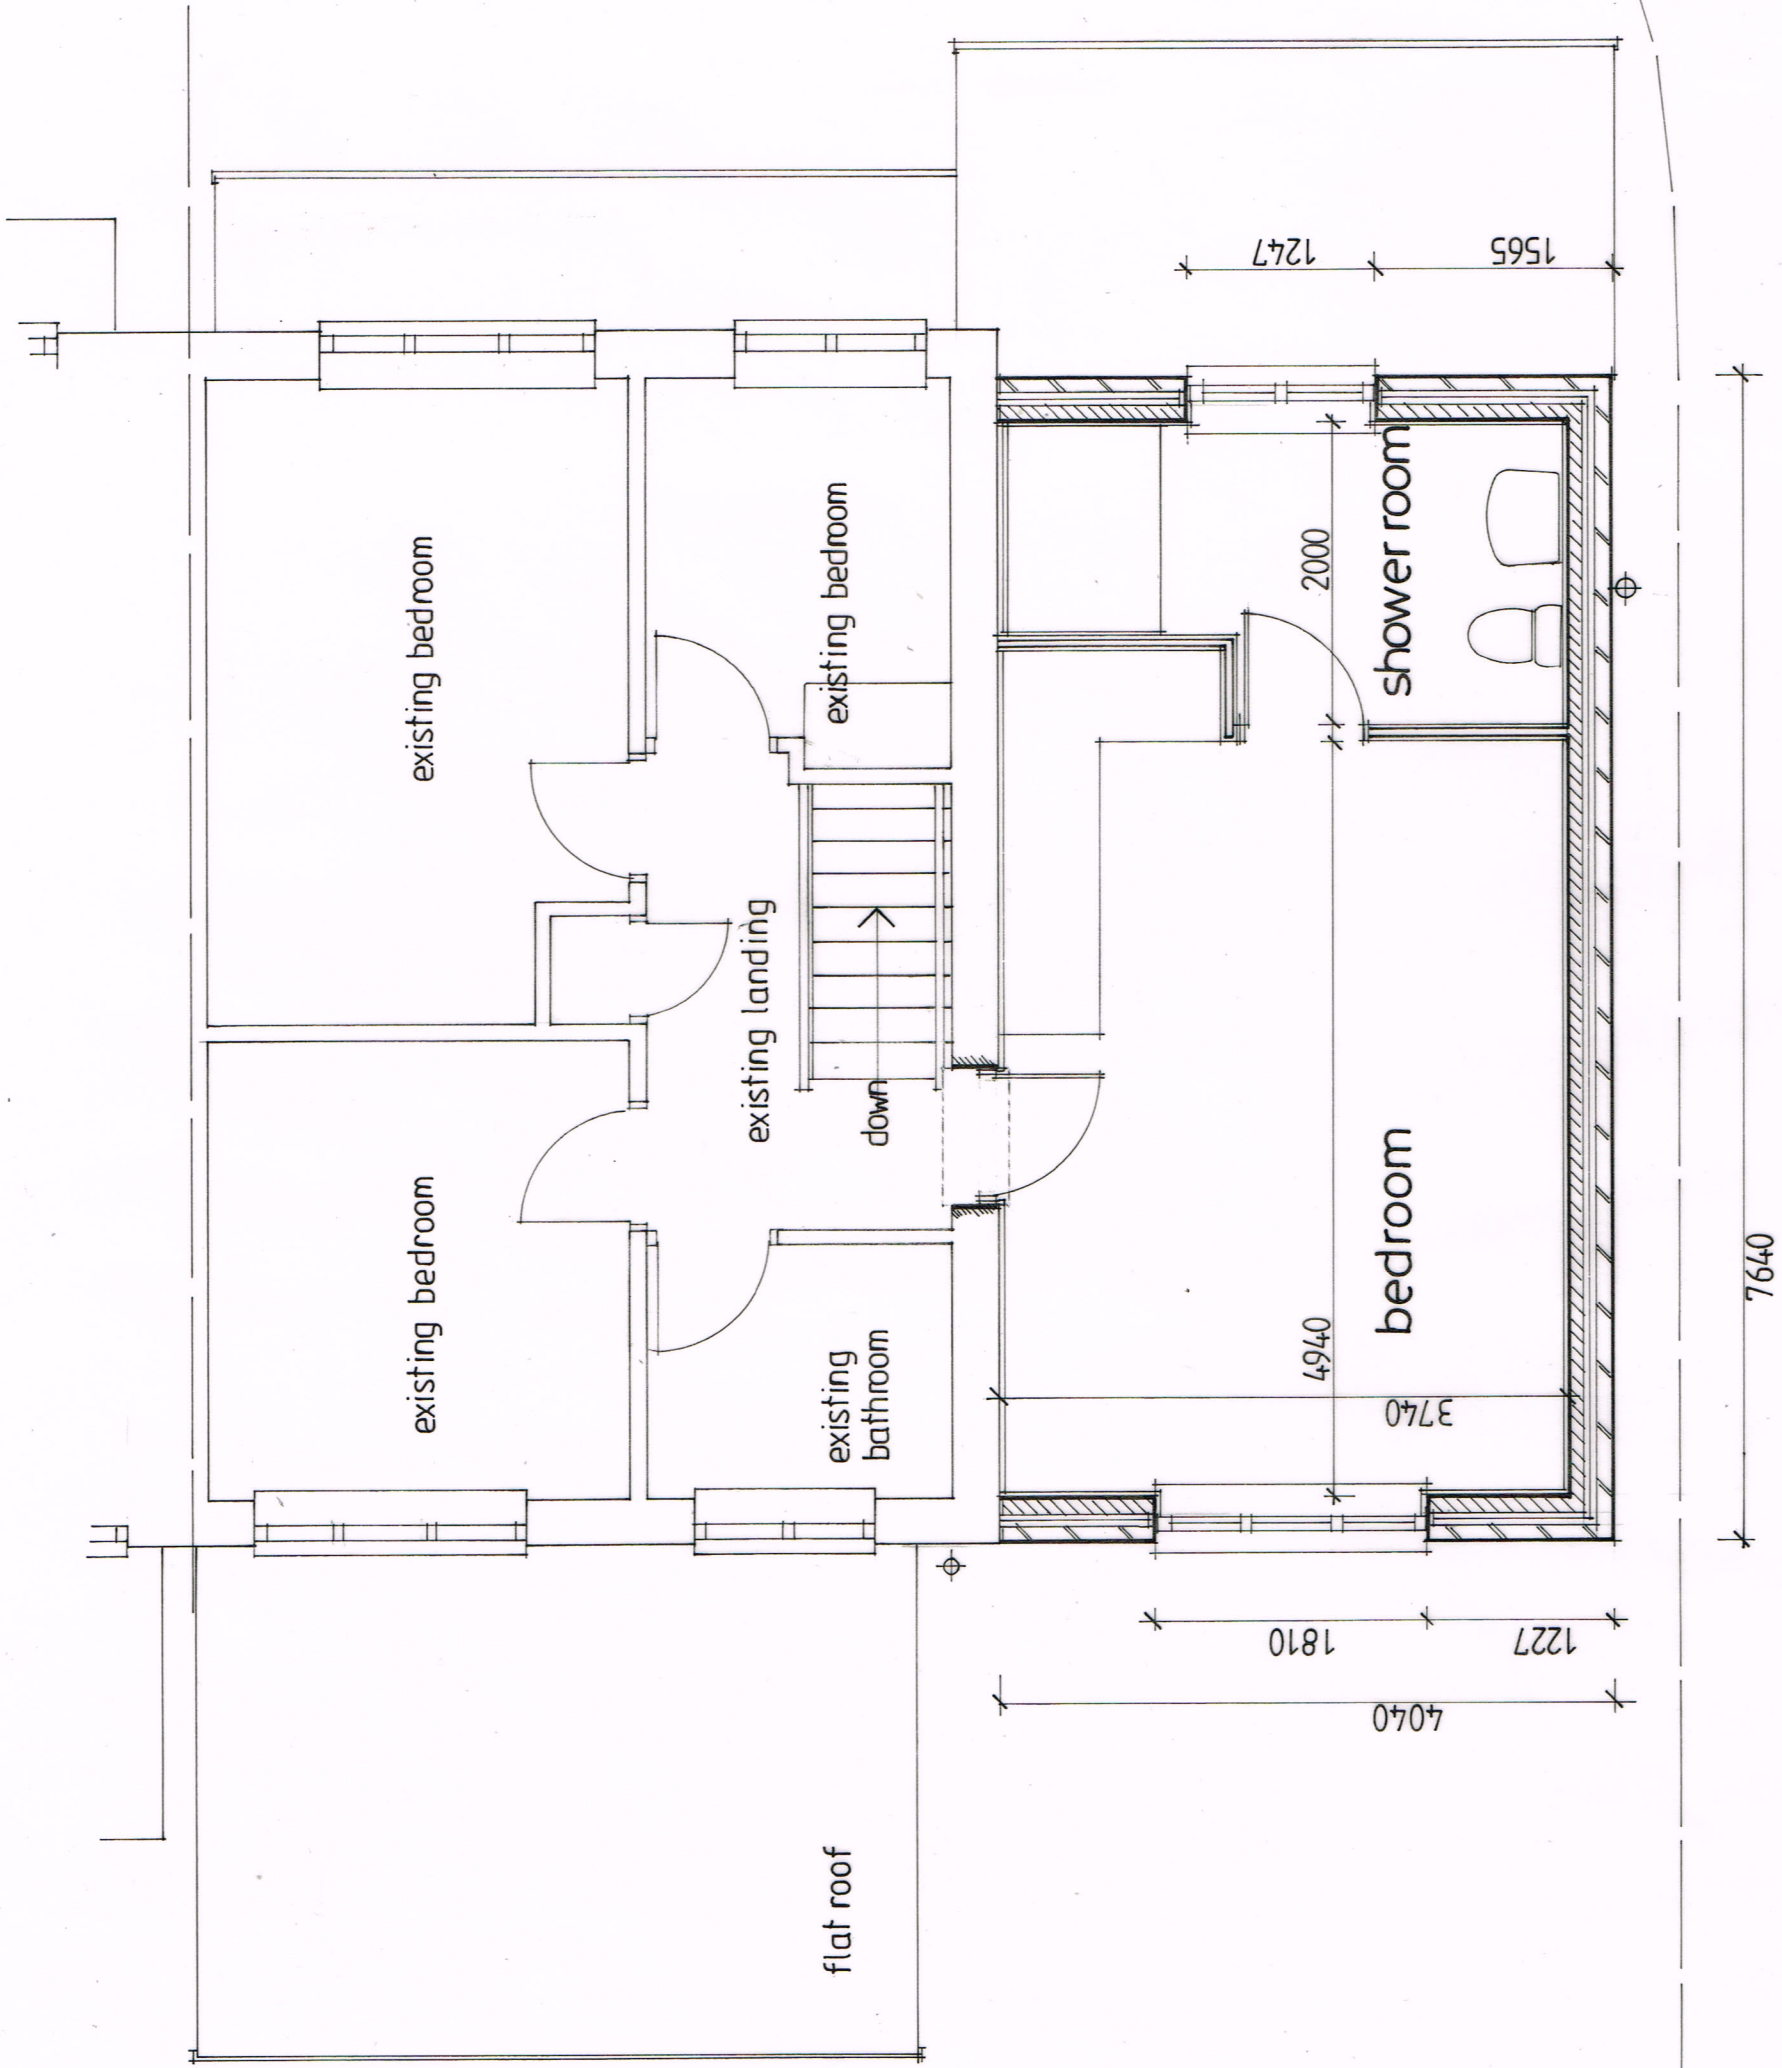 existing bedroom
existing bedroom
existing landing
down
existing bedroom
existing
bathroom
flat roof
shower room
bedroom
1247
1565
2000
4940
3740
7640
1810
1227
4040